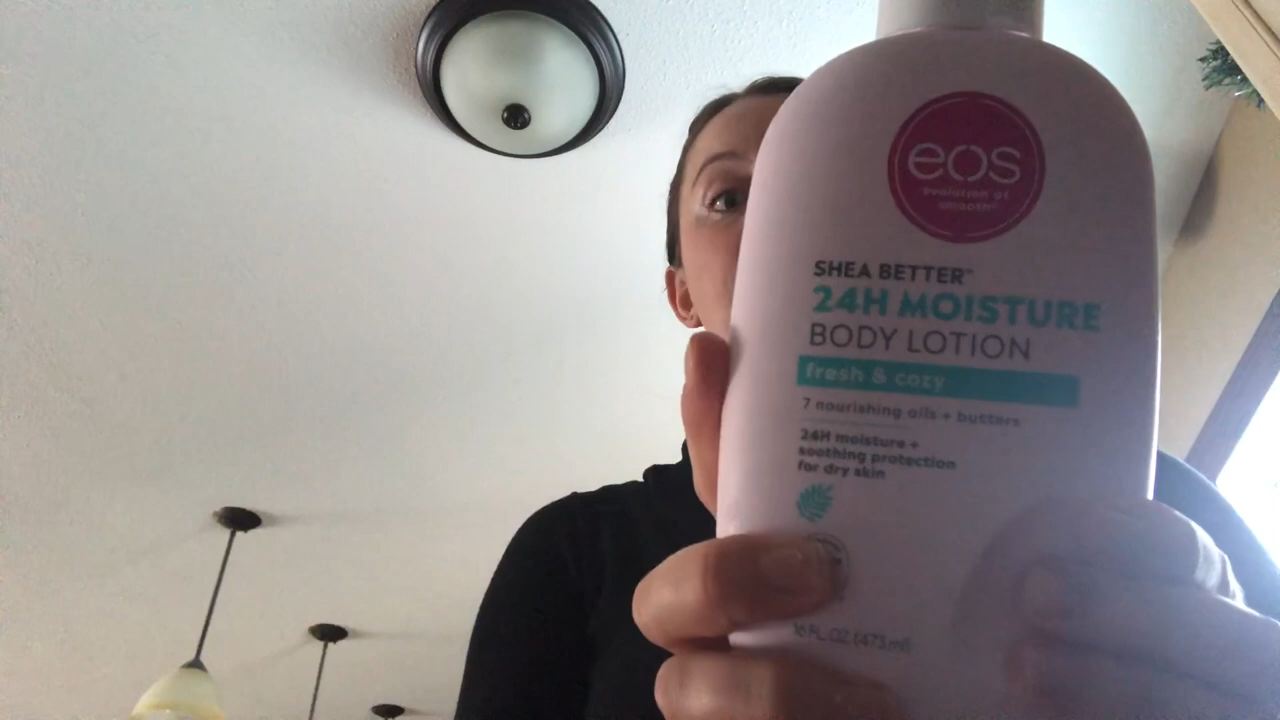 eos
evolution of
smooth®
SHEA BETTER™
24H MOISTURE
BODY LOTION
fresh & cozy
7 nourishing oils + butters
24H moisture +
soothing protection
for dry skin
16 FL. OZ. (473 ml)